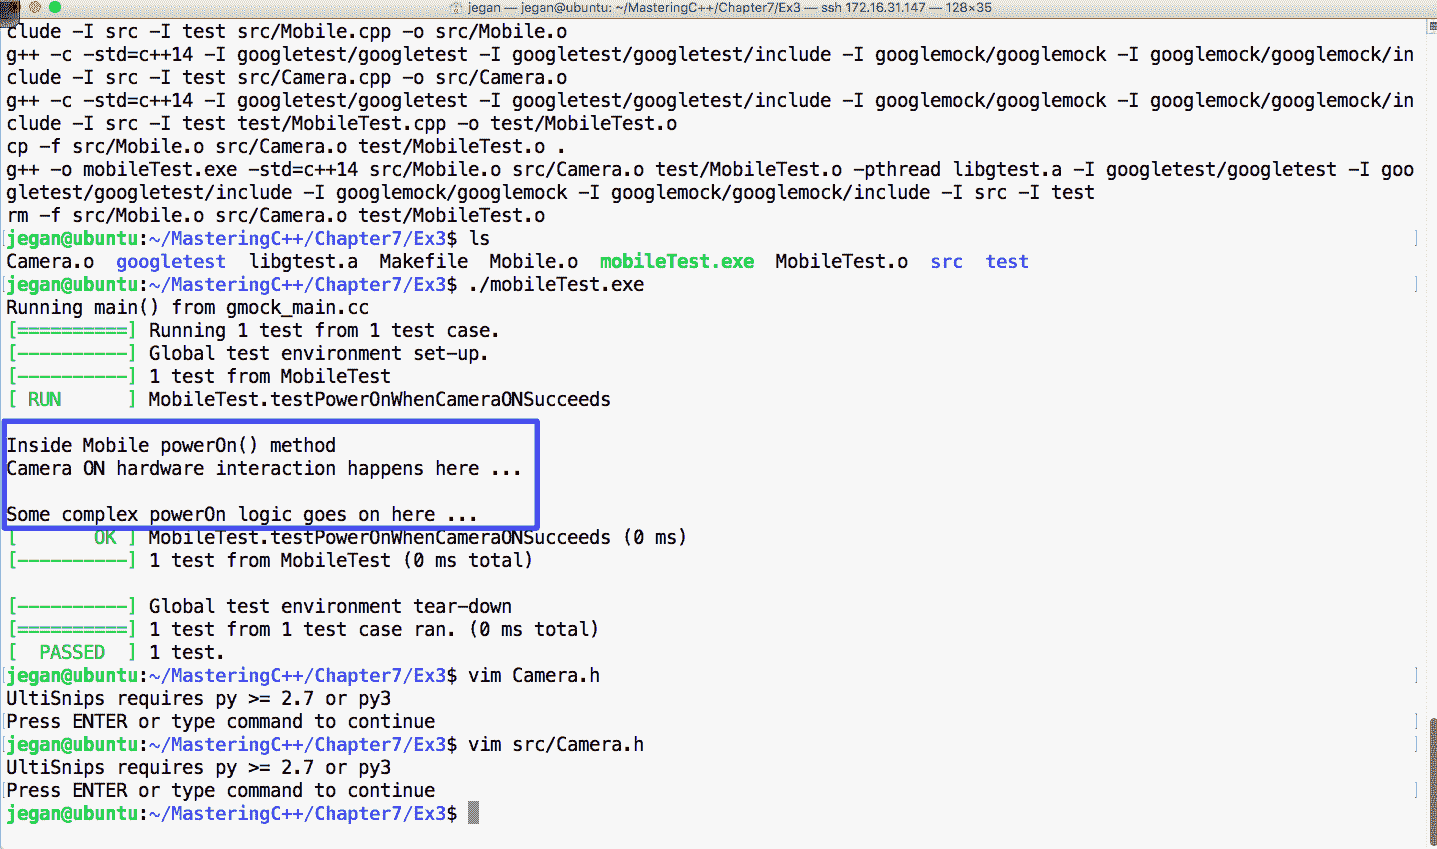 jegan — jegan@ubuntu: ~/MasteringC++/Chapter7/Ex3 — ssh 172.16.31.147 — 128×35
clude -I src -I test src/Mobile.cpp -o src/Mobile.o
g++ -c -std=c++14 -I googletest/googletest -I googletest/googletest/include -I googlemock/googlemock -I googlemock/googlemock/in
clude -I src -I test src/Camera.cpp -o src/Camera.o
g++ -c -std=c++14 -I googletest/googletest -I googletest/googletest/include -I googlemock/googlemock -I googlemock/googlemock/in
clude -I src -I test test/MobileTest.cpp -o test/MobileTest.o
cp -f src/Mobile.o src/Camera.o test/MobileTest.o .
g++ -o mobileTest.exe -std=c++14 src/Mobile.o src/Camera.o test/MobileTest.o -pthread libgtest.a -I googletest/googletest -I goo
gletest/googletest/include -I googlemock/googlemock -I googlemock/googlemock/include -I src -I test
rm -f src/Mobile.o src/Camera.o test/MobileTest.o
[jegan@ubuntu:~/MasteringC++/Chapter7/Ex3$ ls ]
Camera.o  googletest  libgtest.a  Makefile  Mobile.o  mobileTest.exe  MobileTest.o  src  test
[jegan@ubuntu:~/MasteringC++/Chapter7/Ex3$ ./mobileTest.exe ]
Running main() from gmock_main.cc
[==========] Running 1 test from 1 test case.
[----------] Global test environment set-up.
[----------] 1 test from MobileTest
[ RUN      ] MobileTest.testPowerOnWhenCameraONSucceeds
Inside Mobile powerOn() method
Camera ON hardware interaction happens here ...
Some complex powerOn logic goes on here ...
[       OK ] MobileTest.testPowerOnWhenCameraONSucceeds (0 ms)
[----------] 1 test from MobileTest (0 ms total)
[----------] Global test environment tear-down
[==========] 1 test from 1 test case ran. (0 ms total)
[  PASSED  ] 1 test.
[jegan@ubuntu:~/MasteringC++/Chapter7/Ex3$ vim Camera.h ]
UltiSnips requires py >= 2.7 or py3
[Press ENTER or type command to continue ]
[jegan@ubuntu:~/MasteringC++/Chapter7/Ex3$ vim src/Camera.h ]
UltiSnips requires py >= 2.7 or py3
[Press ENTER or type command to continue ]
jegan@ubuntu:~/MasteringC++/Chapter7/Ex3$